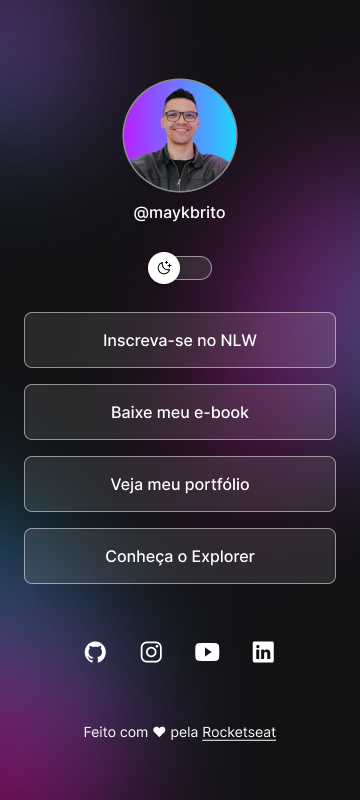 @maykbrito
Inscreva-se no NLW
Baixe meu e-book
Veja meu portfólio
Conheça o Explorer
Feito com ♥ pela Rocketseat